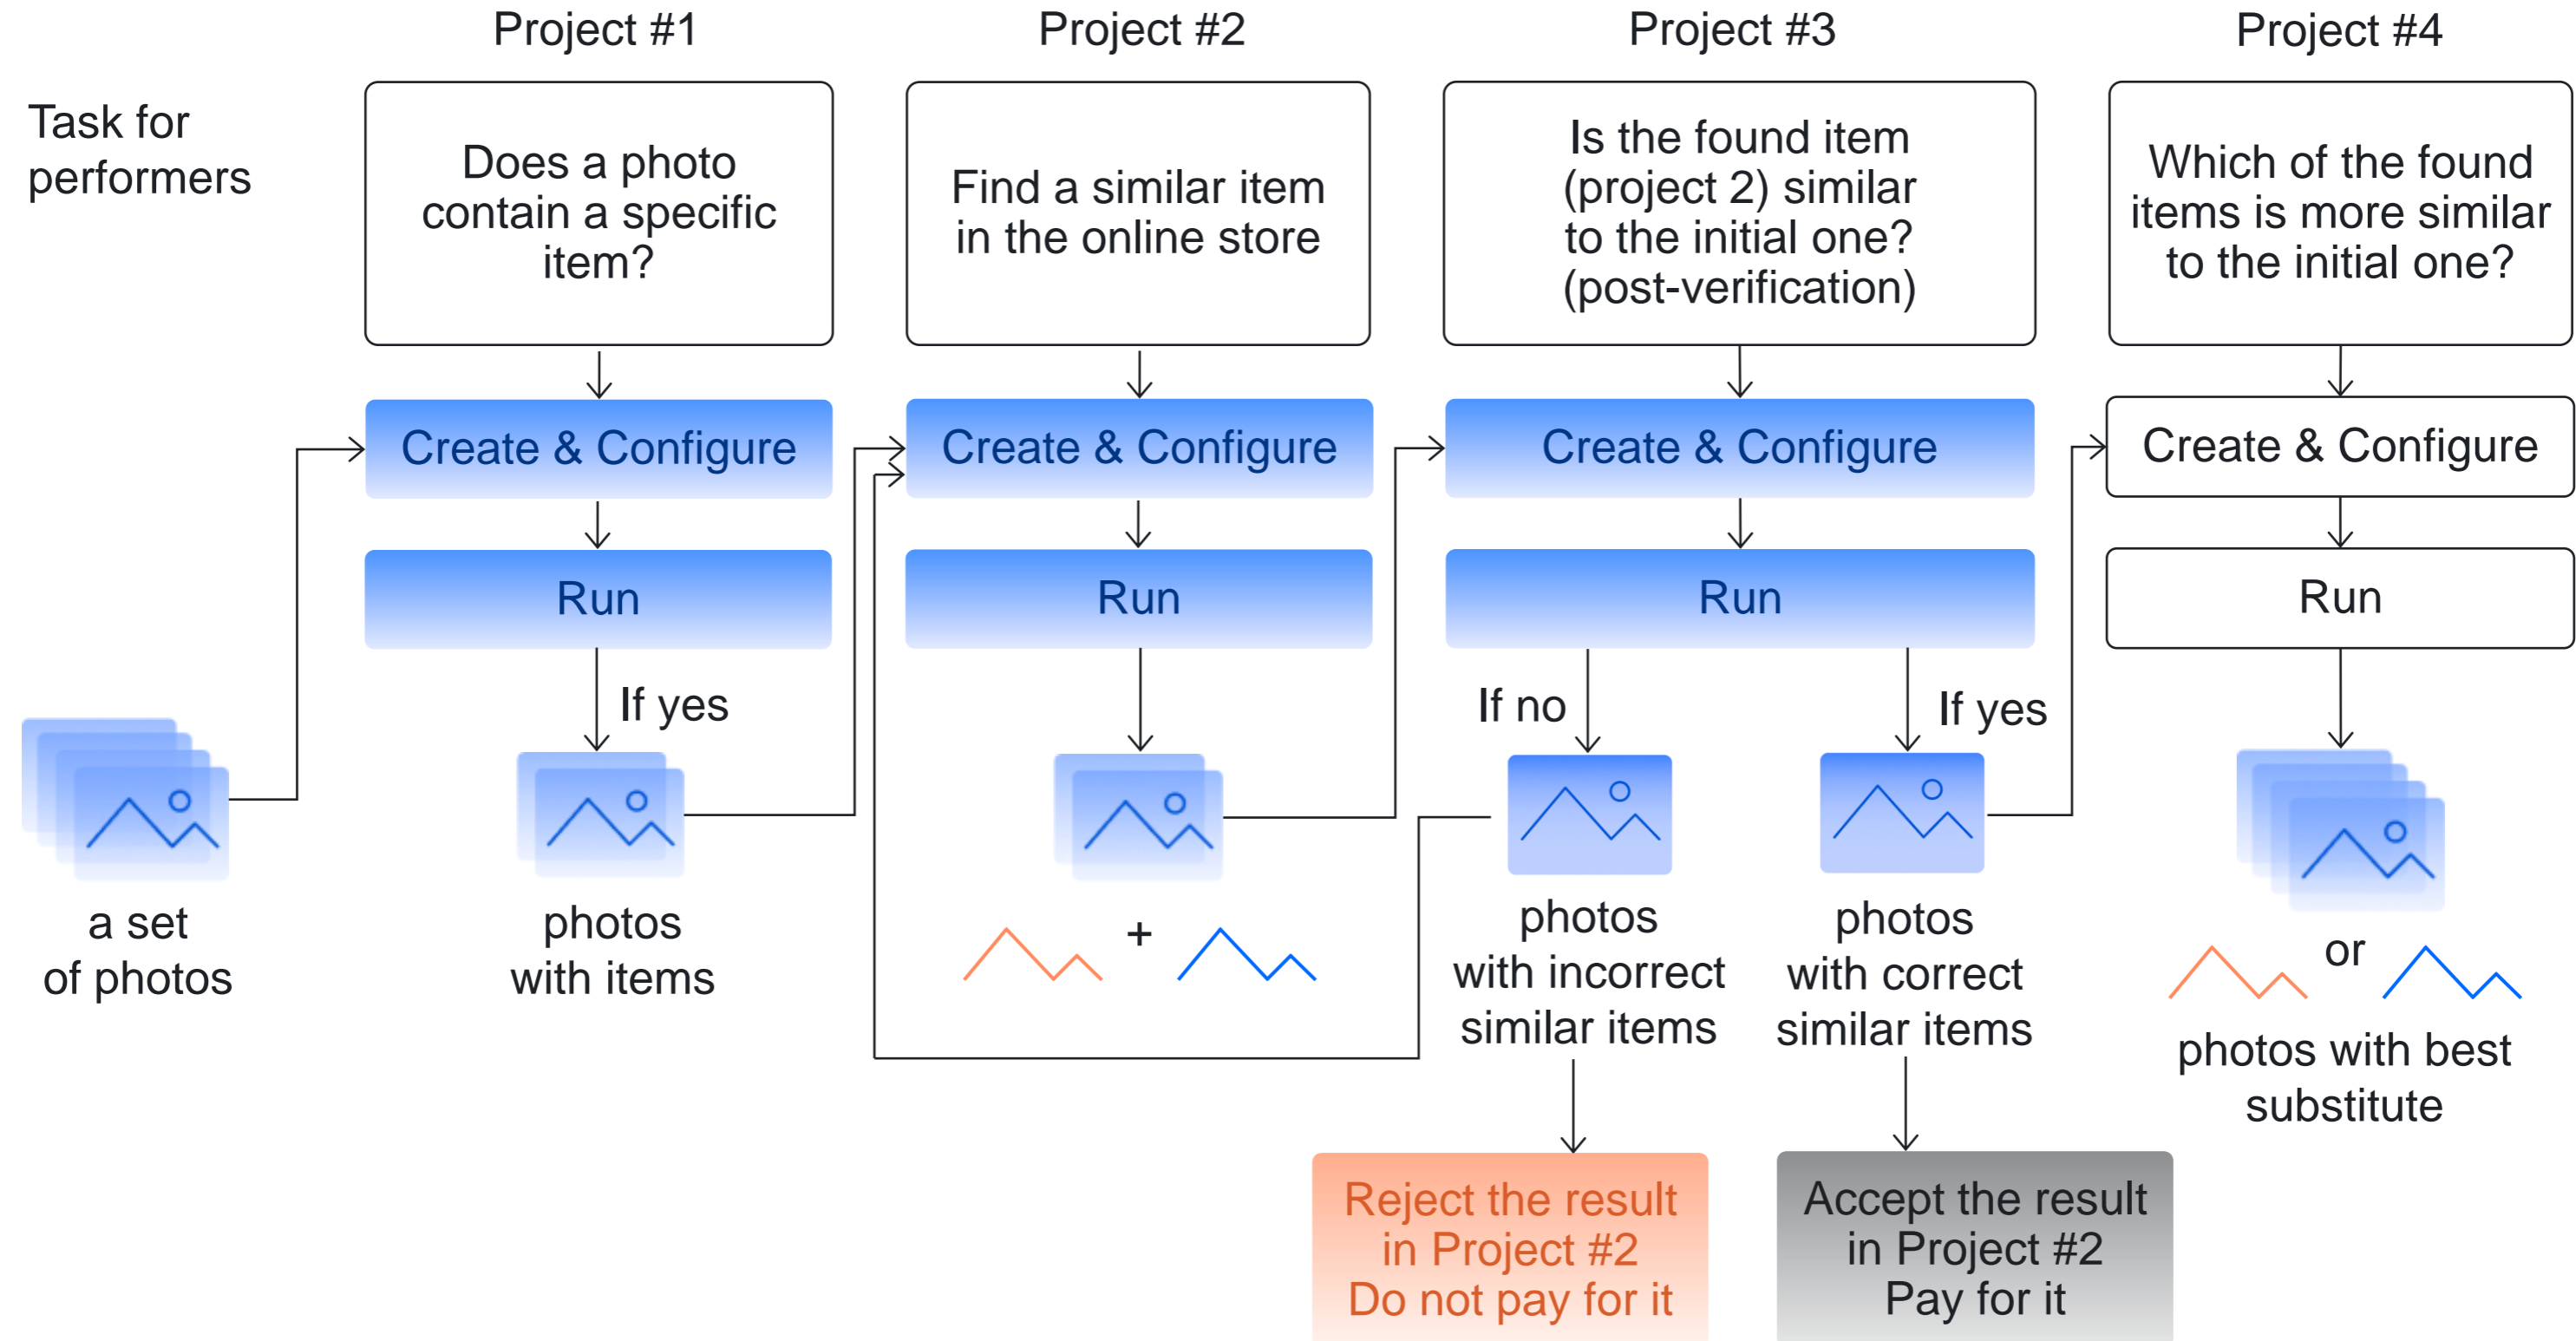 Project #1
Project #2
Project #3
Project #4
Task for
performers
Does a photo
contain a specific
item?
Find a similar item
in the online store
Is the found item
(project 2) similar
to the initial one?
(post-verification)
Which of the found
items is more similar
to the initial one?
Create & Configure
Create & Configure
Create & Configure
Create & Configure
Run
Run
Run
Run
If yes
If no
If yes
a set
of photos
photos
with items
+
photos
with incorrect
similar items
photos
with correct
similar items
or
photos with best
substitute
Reject the result
in Project #2
Do not pay for it
Accept the result
in Project #2
Pay for it